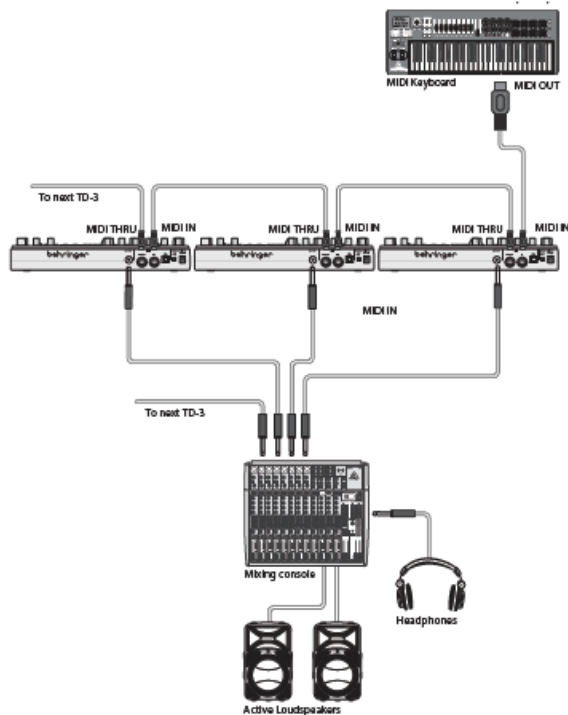 MIDI Keyboard
MIDI OUT
To next TD-3
MIDI THRU
MIDI IN
MIDI THRU
MIDI IN
MIDI THRU
MIDI IN
behringer
behringer
behringer
MIDI IN
To next TD-3
Mixing console
Headphones
Active Loudspeakers